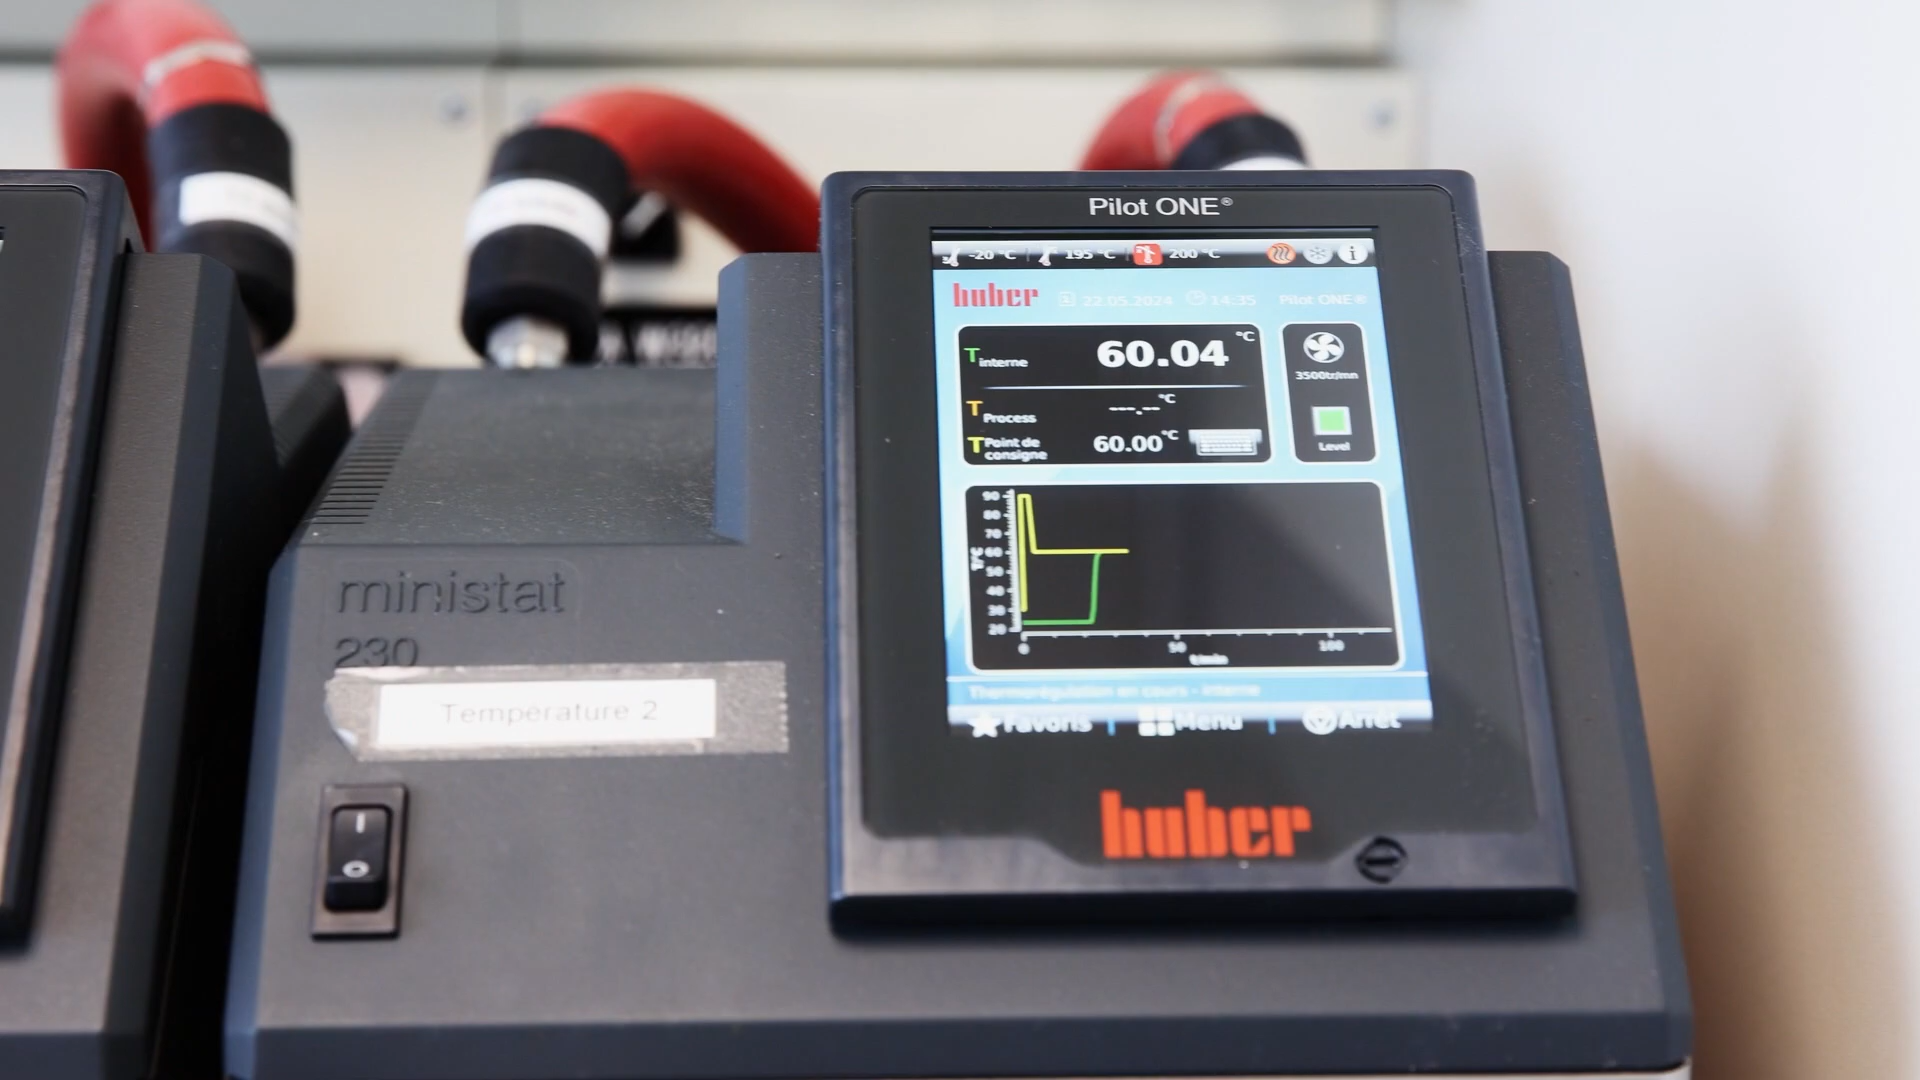 Pilot ONE®
-20 °C 195 °C 200 °C i
huber 22.05.2024 14:35 Pilot ONE®
Tinterne 60.04 °C
3500tr/mn
T Process ---.-- °C
T Point de consigne 60.00 °C
Level
90
80
70
60
50
40
30
20
T/°C
0 50 100
t/min
Thermorégulation en cours - interne
Favoris Menu Arrêt
huber
ministat
230
Température 2